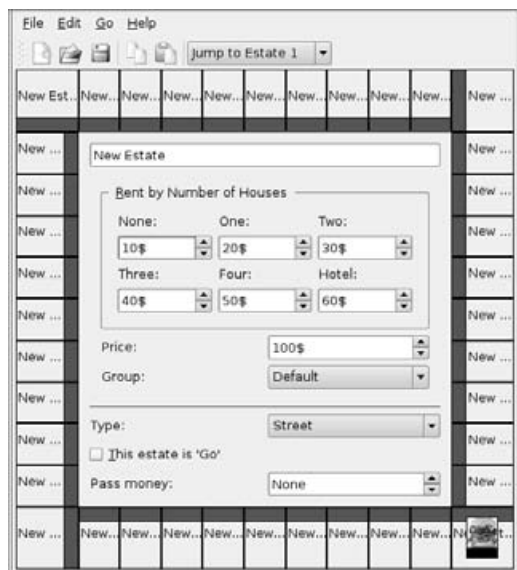 File Edit Go Help
Jump to Estate 1
New Est... New... New... New... New... New... New... New... New... New... New ...
New ... New Estate New ...
New ... Rent by Number of Houses New ...
None: One: Two:
New ... 10$ 20$ 30$ New ...
Three: Four: Hotel:
New ... 40$ 50$ 60$ New ...
New ... New ...
New ... Price: 100$ New ...
Group: Default
New ... New ...
New ... Type: Street New ...
This estate is 'Go'
New ... Pass money: None New ...
New ... New... New... New... New... New... New... New... New... New...